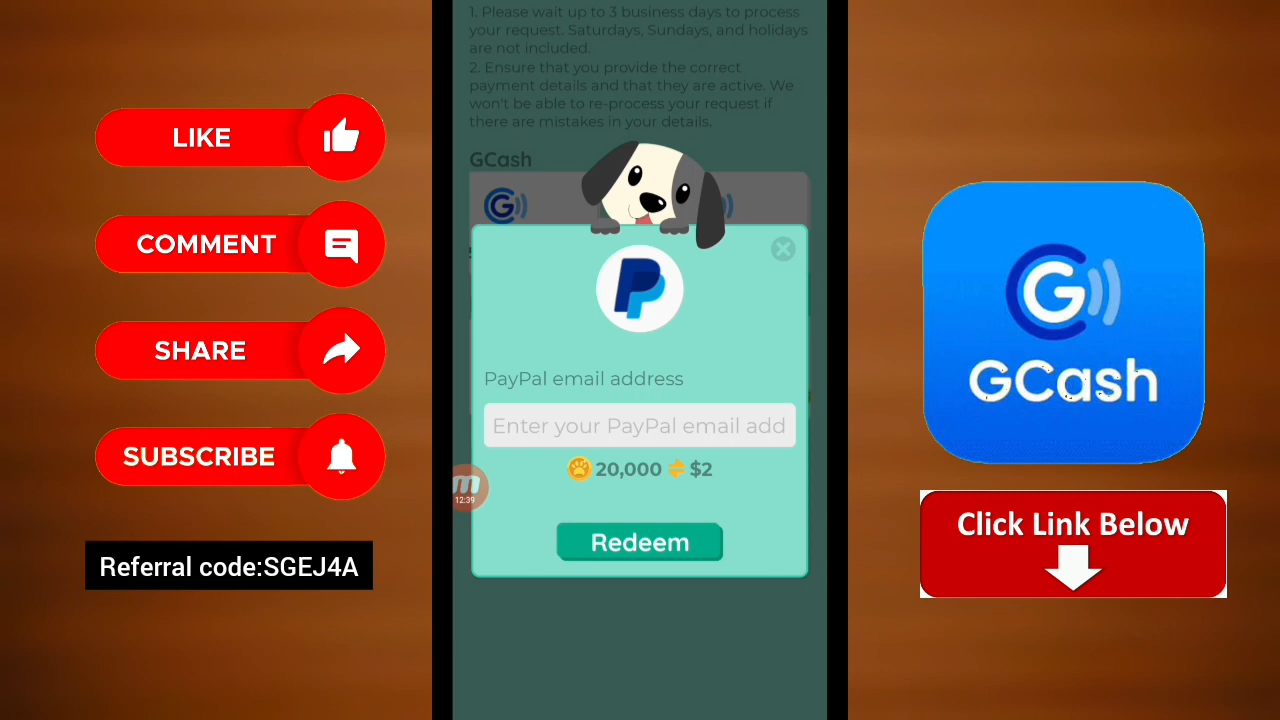 LIKE
COMMENT
SHARE
SUBSCRIBE
Referral code:SGEJ4A
1. Please wait up to 3 business days to process
your request. Saturdays, Sundays, and holidays
are not included.
2. Ensure that you provide the correct
payment details and that they are active. We
won't be able to re-process your request if
there are mistakes in your details.
GCash
PayPal email address
Enter your PayPal email add
20,000 $2
12:39
Redeem
GCash
Click Link Below